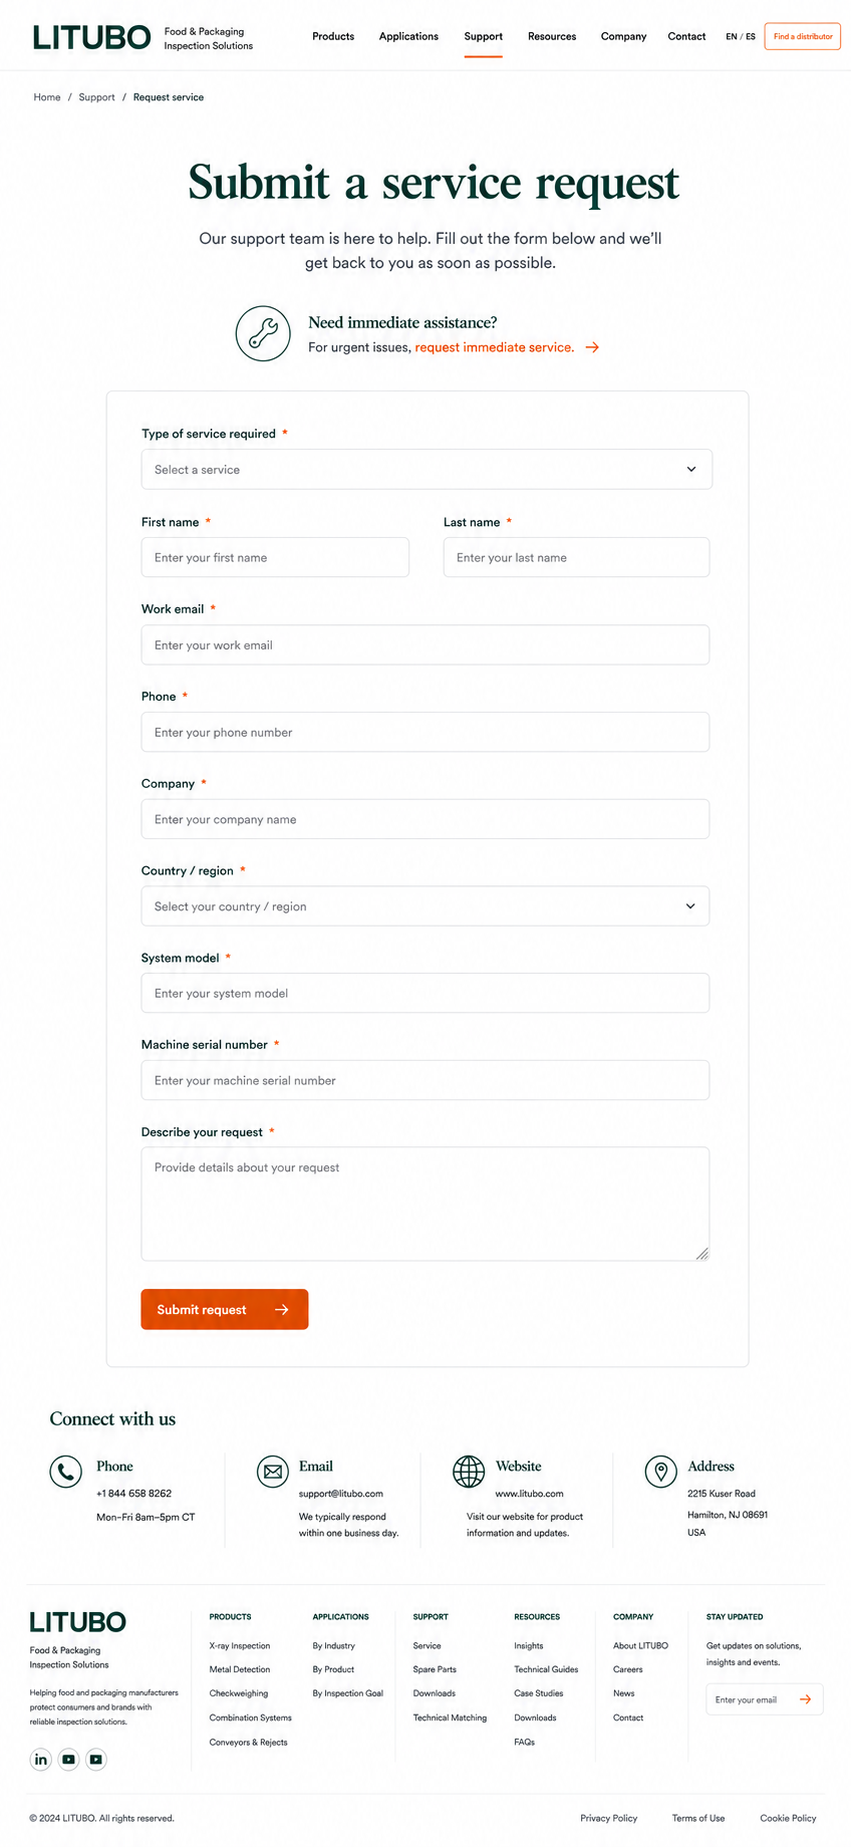 LITUBO
Food & Packaging
Inspection Solutions
Products
Applications
Support
Resources
Company
Contact
EN / ES
Find a distributor
Home / Support / Request service
Submit a service request
Our support team is here to help. Fill out the form below and we'll
get back to you as soon as possible.
Need immediate assistance?
For urgent issues, request immediate service. →
Type of service required *
Select a service
First name *
Enter your first name
Last name *
Enter your last name
Work email *
Enter your work email
Phone *
Enter your phone number
Company *
Enter your company name
Country / region *
Select your country / region
System model *
Enter your system model
Machine serial number *
Enter your machine serial number
Describe your request *
Provide details about your request
Submit request →
Connect with us
Phone
+1 844 658 8262
Mon–Fri 8am–5pm CT
Email
support@litubo.com
We typically respond
within one business day.
Website
www.litubo.com
Visit our website for product
information and updates.
Address
2215 Kuser Road
Hamilton, NJ 08691
USA
LITUBO
Food & Packaging
Inspection Solutions
Helping food and packaging manufacturers
protect consumers and brands with
reliable inspection solutions.
in
PRODUCTS
X-ray Inspection
Metal Detection
Checkweighing
Combination Systems
Conveyors & Rejects
APPLICATIONS
By Industry
By Product
By Inspection Goal
SUPPORT
Service
Spare Parts
Downloads
Technical Matching
RESOURCES
Insights
Technical Guides
Case Studies
Downloads
FAQs
COMPANY
About LITUBO
Careers
News
Contact
STAY UPDATED
Get updates on solutions,
insights and events.
Enter your email →
© 2024 LITUBO. All rights reserved.
Privacy Policy
Terms of Use
Cookie Policy